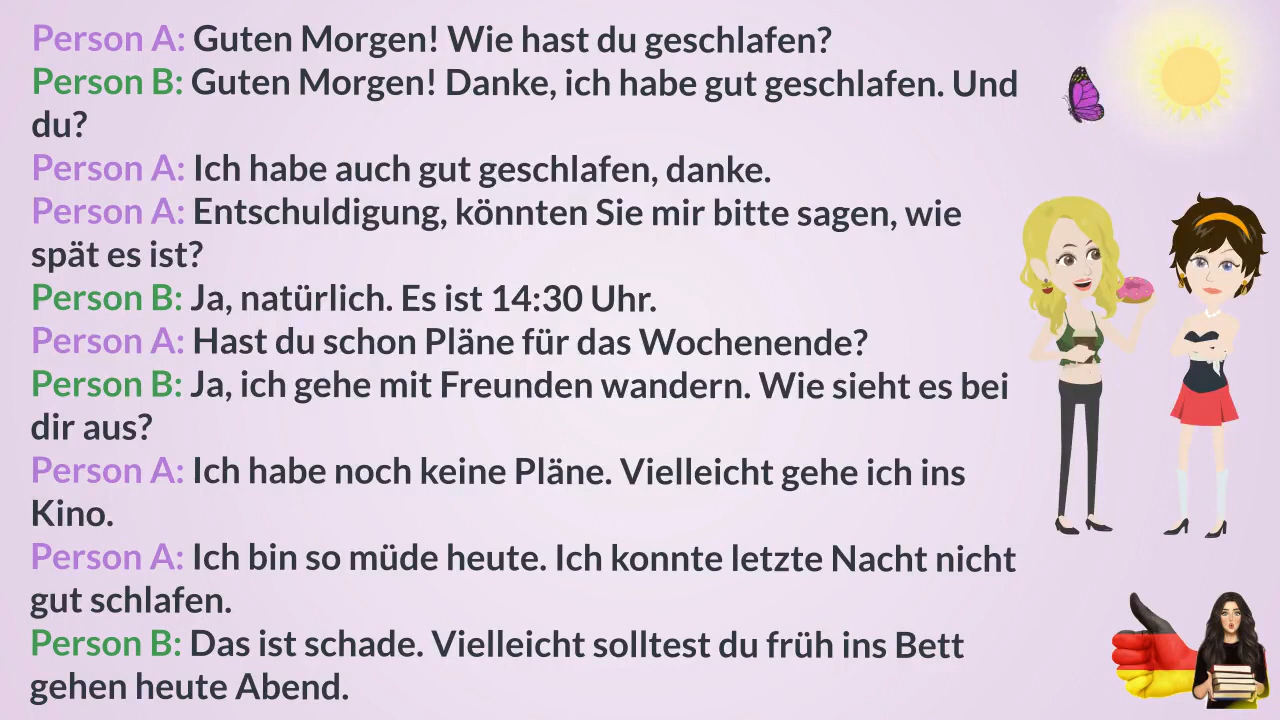 Person A: Guten Morgen! Wie hast du geschlafen?
Person B: Guten Morgen! Danke, ich habe gut geschlafen. Und
du?
Person A: Ich habe auch gut geschlafen, danke.
Person A: Entschuldigung, könnten Sie mir bitte sagen, wie
spät es ist?
Person B: Ja, natürlich. Es ist 14:30 Uhr.
Person A: Hast du schon Pläne für das Wochenende?
Person B: Ja, ich gehe mit Freunden wandern. Wie sieht es bei
dir aus?
Person A: Ich habe noch keine Pläne. Vielleicht gehe ich ins
Kino.
Person A: Ich bin so müde heute. Ich konnte letzte Nacht nicht
gut schlafen.
Person B: Das ist schade. Vielleicht solltest du früh ins Bett
gehen heute Abend.